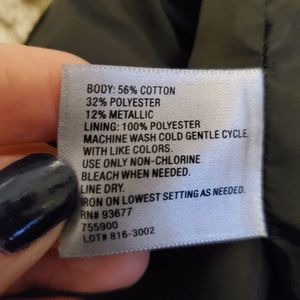 BODY: 56% COTTON
32% POLYESTER
12% METALLIC
LINING: 100% POLYESTER
MACHINE WASH COLD GENTLE CYCLE,
WITH LIKE COLORS.
USE ONLY NON-CHLORINE
BLEACH WHEN NEEDED.
LINE DRY.
IRON ON LOWEST SETTING AS NEEDED.
RN# 93677
755900
LOT# 816-3002